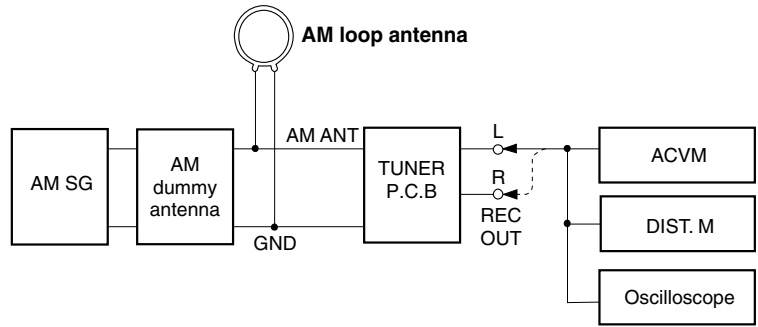 AM loop antenna
AM SG
AM
dummy
antenna
AM ANT
GND
TUNER
P.C.B
L
R
REC
OUT
ACVM
DIST. M
Oscilloscope